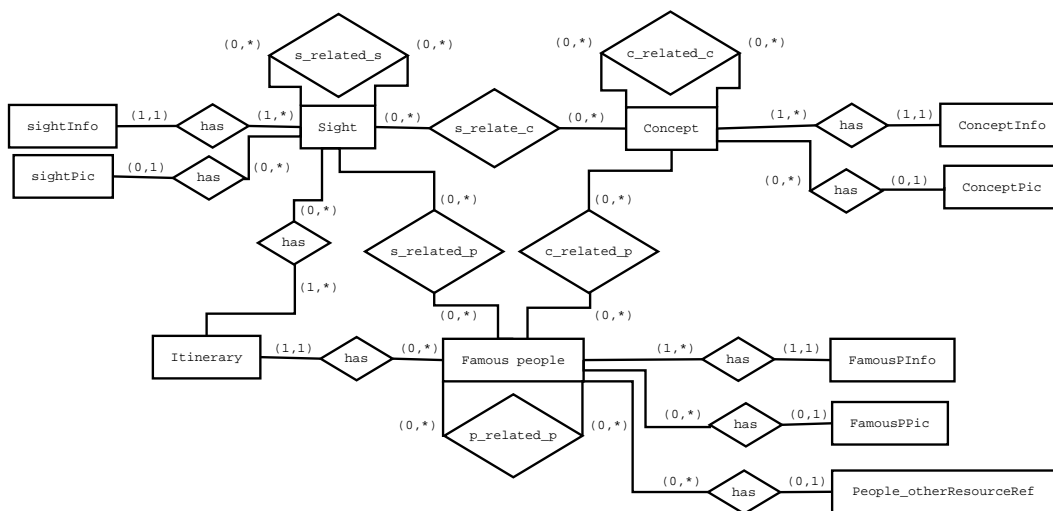 (0,*) s_related_s (0,*)
(0,*) c_related_c (0,*)
sightInfo (1,1) has (1,*) Sight (0,*) s_relate_c (0,*) Concept (1,*) has (1,1) ConceptInfo
sightPic (0,1) has (0,*)
(0,*) has (0,1) ConceptPic
(0,*) (0,*) (0,*)
has s_related_p c_related_p
(1,*)
(0,*) (0,*)
Itinerary (1,1) has (0,*) Famous people (1,*) has (1,1) FamousPInfo
(0,*) p_related_p (0,*)
(0,*) has (0,1) FamousPPic
(0,*) has (0,1) People_otherResourceRef